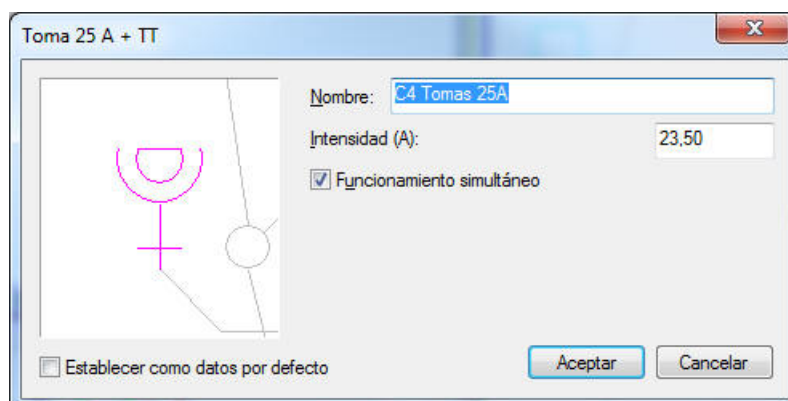 Toma 25 A + TT
X
Nombre: C4 Tomas 25A
Intensidad (A): 23,50
Funcionamiento simultáneo
Establecer como datos por defecto
Aceptar
Cancelar